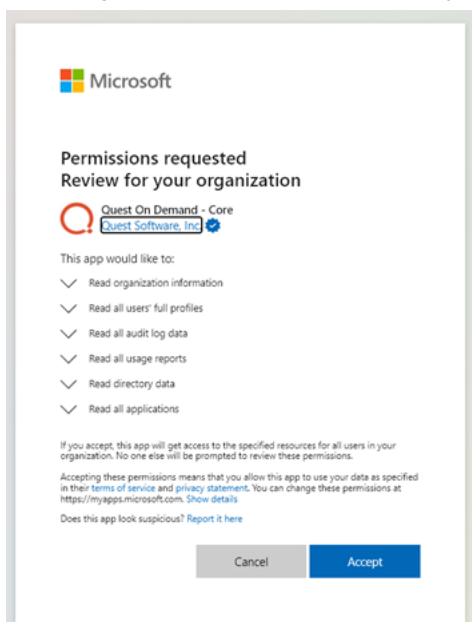 Microsoft
Permissions requested
Review for your organization
Quest On Demand - Core
Quest Software, Inc
This app would like to:
Read organization information
Read all users' full profiles
Read all audit log data
Read all usage reports
Read directory data
Read all applications
If you accept, this app will get access to the specified resources for all users in your
organization. No one else will be prompted to review these permissions.
Accepting these permissions means that you allow this app to use your data as specified
in their terms of service and privacy statement. You can change these permissions at
https://myapps.microsoft.com. Show details
Does this app look suspicious? Report it here
Cancel
Accept